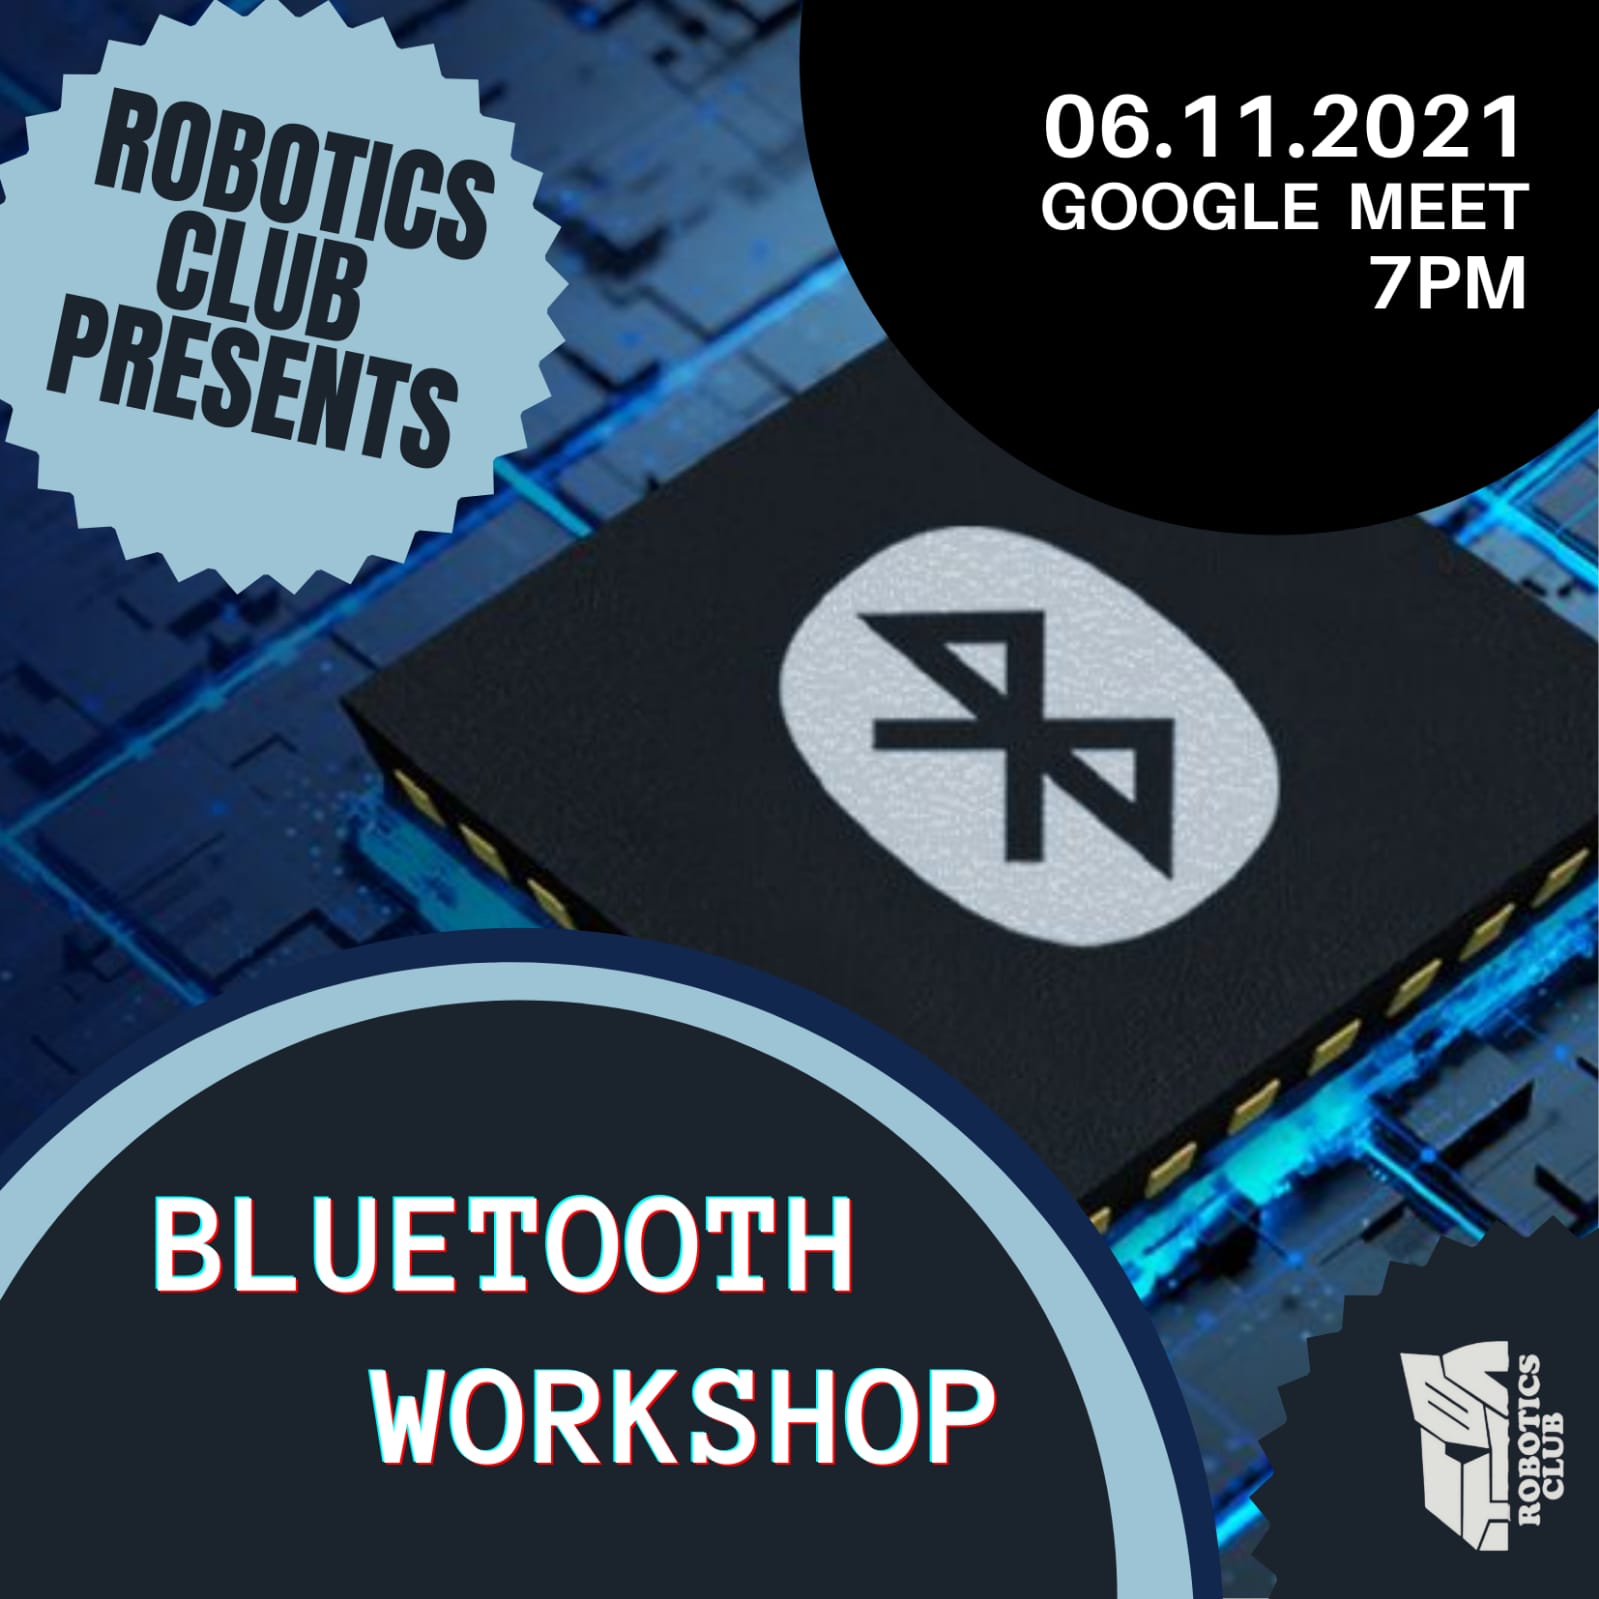 ROBOTICS
CLUB
PRESENTS
06.11.2021
GOOGLE MEET
7PM
BLUETOOTH
WORKSHOP
ROBOTICS
CLUB